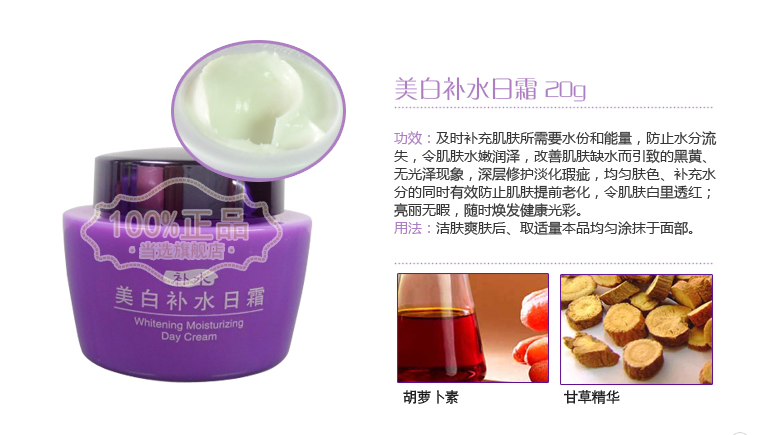 美白补水日霜 20g
功效：及时补充肌肤所需要水份和能量，防止水分流
失，令肌肤水嫩润泽，改善肌肤缺水而引致的黑黄、
无光泽现象，深层修护淡化瑕疵，均匀肤色、补充水
分的同时有效防止肌肤提前老化，令肌肤白里透红；
亮丽无暇，随时焕发健康光彩。
用法：洁肤爽肤后、取适量本品均匀涂抹于面部。
100%正品
当选旗舰店
补水
美白补水日霜
Whitening Moisturizing
Day Cream
胡萝卜素
甘草精华